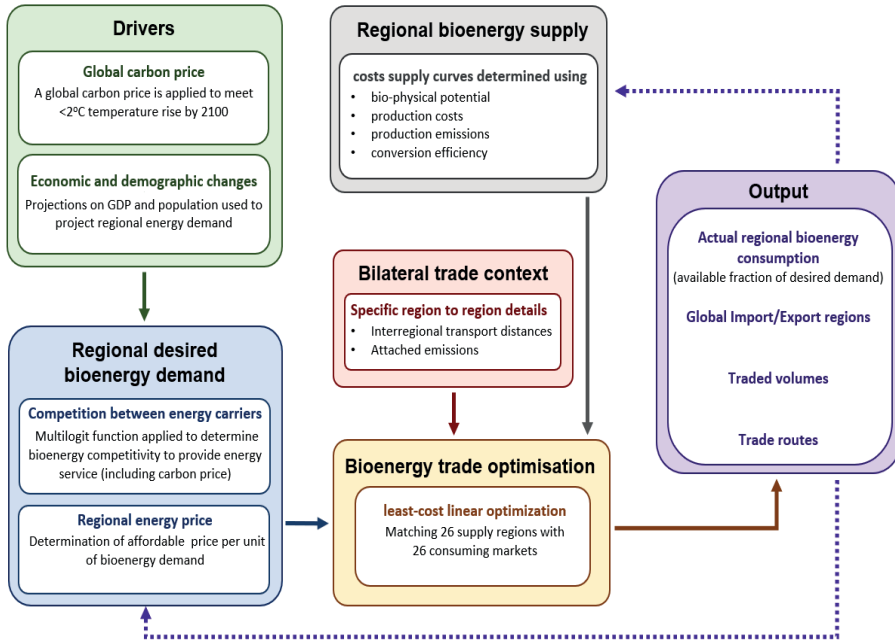 Drivers
Global carbon price
A global carbon price is applied to meet
<2°C temperature rise by 2100
Economic and demographic changes
Projections on GDP and population used to
project regional energy demand
Regional bioenergy supply
costs supply curves determined using
• bio-physical potential
• production costs
• production emissions
• conversion efficiency
Bilateral trade context
Specific region to region details
• Interregional transport distances
• Attached emissions
Regional desired
bioenergy demand
Competition between energy carriers
Multilogit function applied to determine
bioenergy competitivity to provide energy
service (including carbon price)
Regional energy price
Determination of affordable price per unit
of bioenergy demand
Bioenergy trade optimisation
least-cost linear optimization
Matching 26 supply regions with
26 consuming markets
Output
Actual regional bioenergy
consumption
(available fraction of desired demand)
Global Import/Export regions
Traded volumes
Trade routes